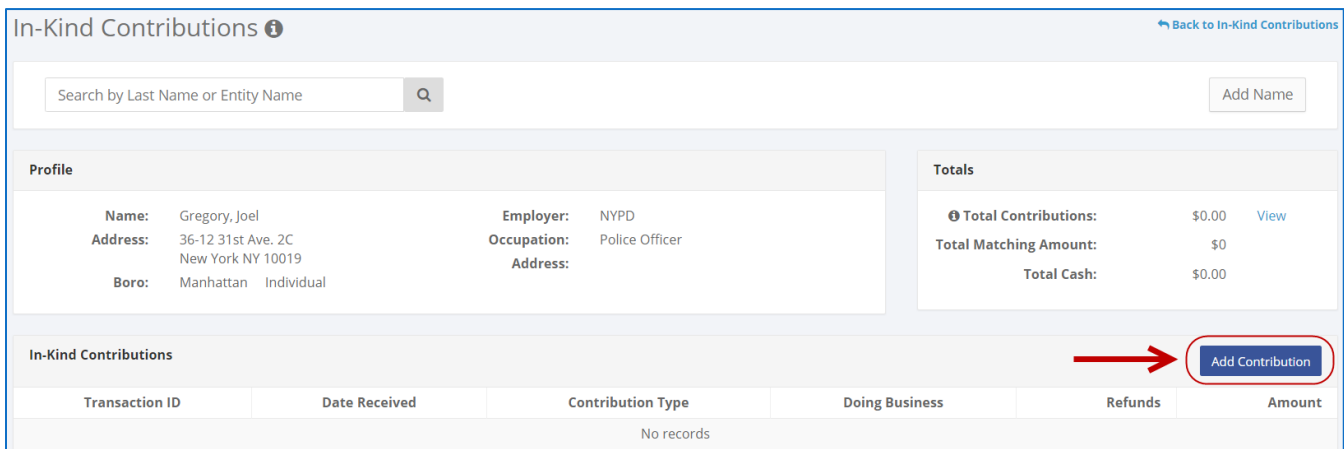 In-Kind Contributions
Back to In-Kind Contributions
Search by Last Name or Entity Name
Add Name
Profile
Name: Gregory, Joel
Address: 36-12 31st Ave. 2C
New York NY 10019
Boro: Manhattan Individual
Employer: NYPD
Occupation: Police Officer
Address:
Totals
Total Contributions: $0.00 View
Total Matching Amount: $0
Total Cash: $0.00
In-Kind Contributions
Add Contribution
Transaction ID Date Received Contribution Type Doing Business Refunds Amount
No records